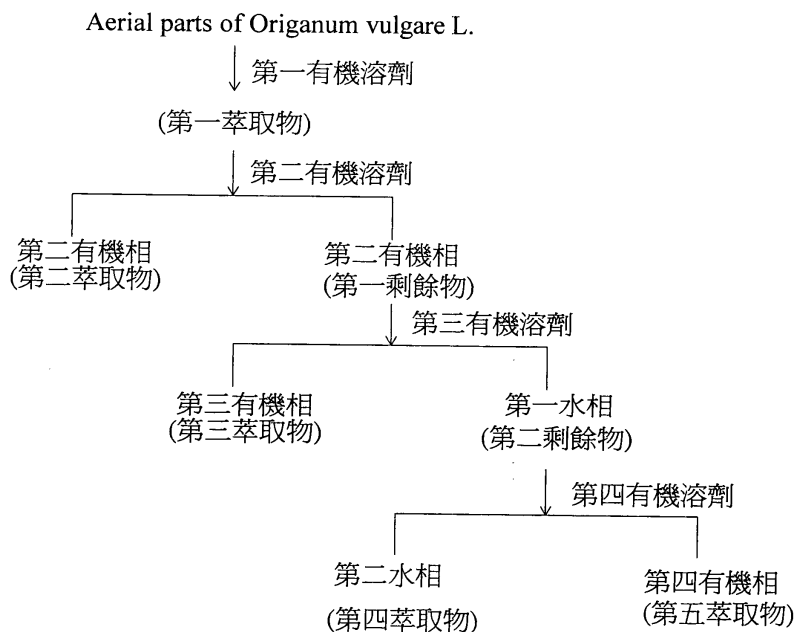 Aerial parts of Origanum vulgare L.
第一有機溶劑
(第一萃取物)
第二有機溶劑
第二有機相
(第二萃取物)
第二有機相
(第一剩餘物)
第三有機溶劑
第三有機相
(第三萃取物)
第一水相
(第二剩餘物)
第四有機溶劑
第二水相
(第四萃取物)
第四有機相
(第五萃取物)